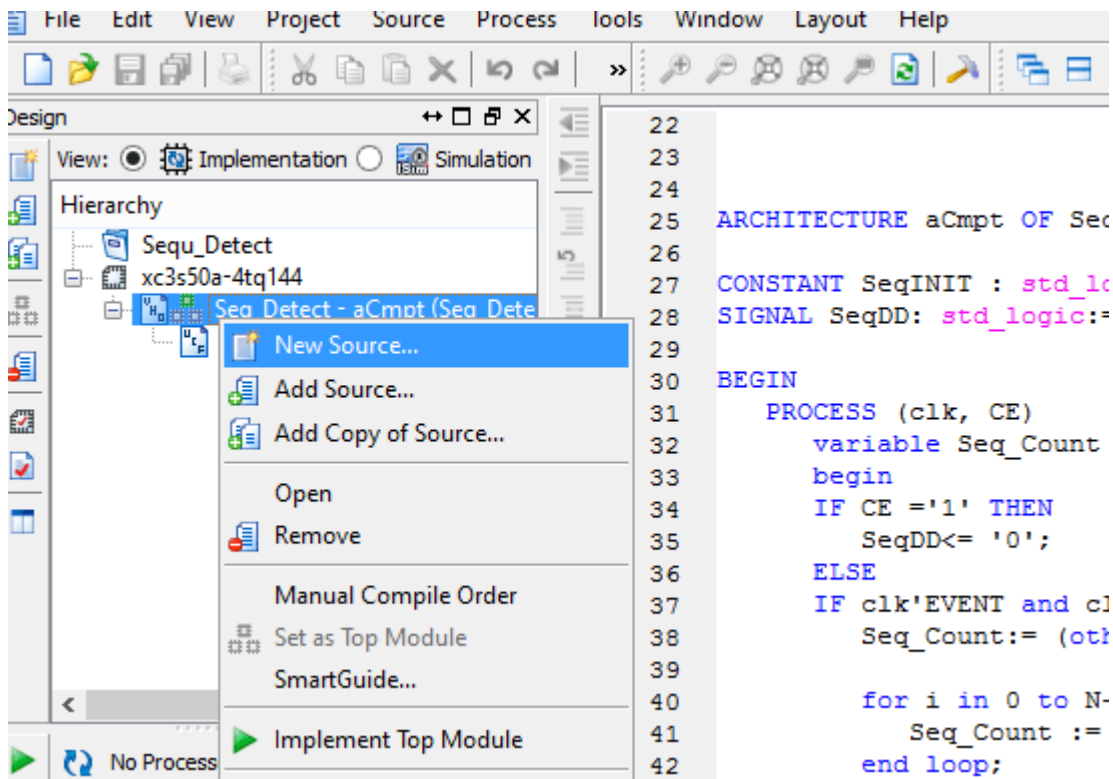 File Edit View Project Source Process Tools Window Layout Help
»
Design
View: Implementation Simulation
Hierarchy
Sequ_Detect
xc3s50a-4tq144
Seq_Detect - aCmpt (Seq_Dete
New Source...
Add Source...
Add Copy of Source...
Open
Remove
Manual Compile Order
Set as Top Module
SmartGuide...
Implement Top Module
No Process
22
23
24
25 ARCHITECTURE aCmpt OF Seq
26
27 CONSTANT SeqINIT : std_lo
28 SIGNAL SeqDD: std_logic:=
29
30 BEGIN
31 PROCESS (clk, CE)
32 variable Seq_Count
33 begin
34 IF CE ='1' THEN
35 SeqDD<= '0';
36 ELSE
37 IF clk'EVENT and cl
38 Seq_Count:= (oth
39
40 for i in 0 to N-
41 Seq_Count :=
42 end loop;